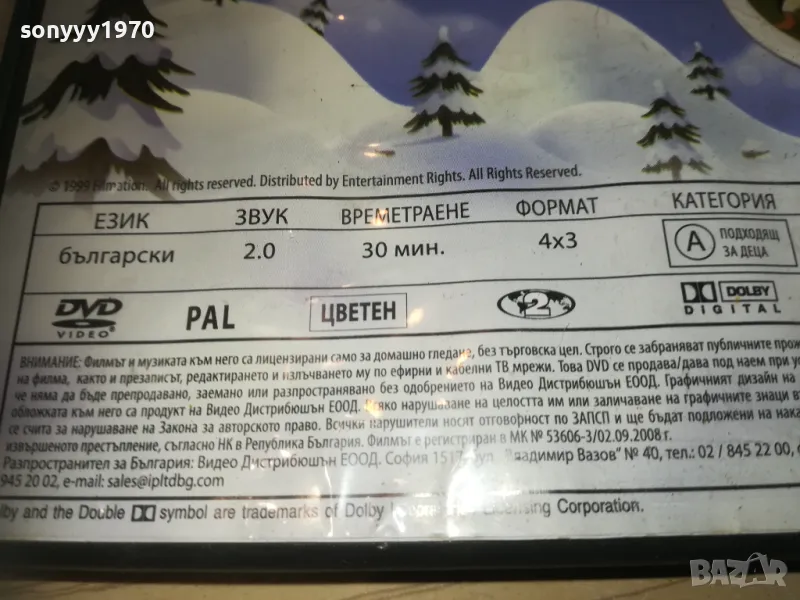 sonyyy1970
© 1999 Filmation. All rights reserved. Distributed by Entertainment Rights. All Rights Reserved.
ЕЗИК ЗВУК ВРЕМЕТРАЕНЕ ФОРМАТ КАТЕГОРИЯ
български 2.0 30 мин. 4x3 A ПОДХОДЯЩ ЗА ДЕЦА
DVD VIDEO PAL ЦВЕТЕН 2 DOLBY DIGITAL
ВНИМАНИЕ: Филмът и музиката към него са лицензирани само за домашно гледане, без търговска цел. Строго се забраняват публичните
на филма, както и презаписът, редактирането и излъчването му по ефирни и кабелни ТВ мрежи. Това DVD се продава/дава под наем при
че няма да бъде препродавано, заемано или разпространявано без одобрението на Видео Дистрибюшън ЕООД. Графичният дизайн на
обложката към него са продукт на Видео Дистрибюшън ЕООД. Всяко нарушаване на целостта им или заличаване на графичните знаци
се счита за нарушаване на Закона за авторското право. Всички нарушители носят отговорност по ЗАПСП и ще бъдат подложени на
извършеното престъпление, съгласно НК в Република България. Филмът е регистриран в МК № 53606-3/02.09.2008 г.
Разпространител за България: Видео Дистрибюшън ЕООД. София 1517, бул. "Владимир Вазов" № 40, тел.: 02 / 845 22 00,
945 20 02, e-mail: sales@ipltdbg.com
and the Double symbol are trademarks of Dolby Licensing Corporation.
BAZAR